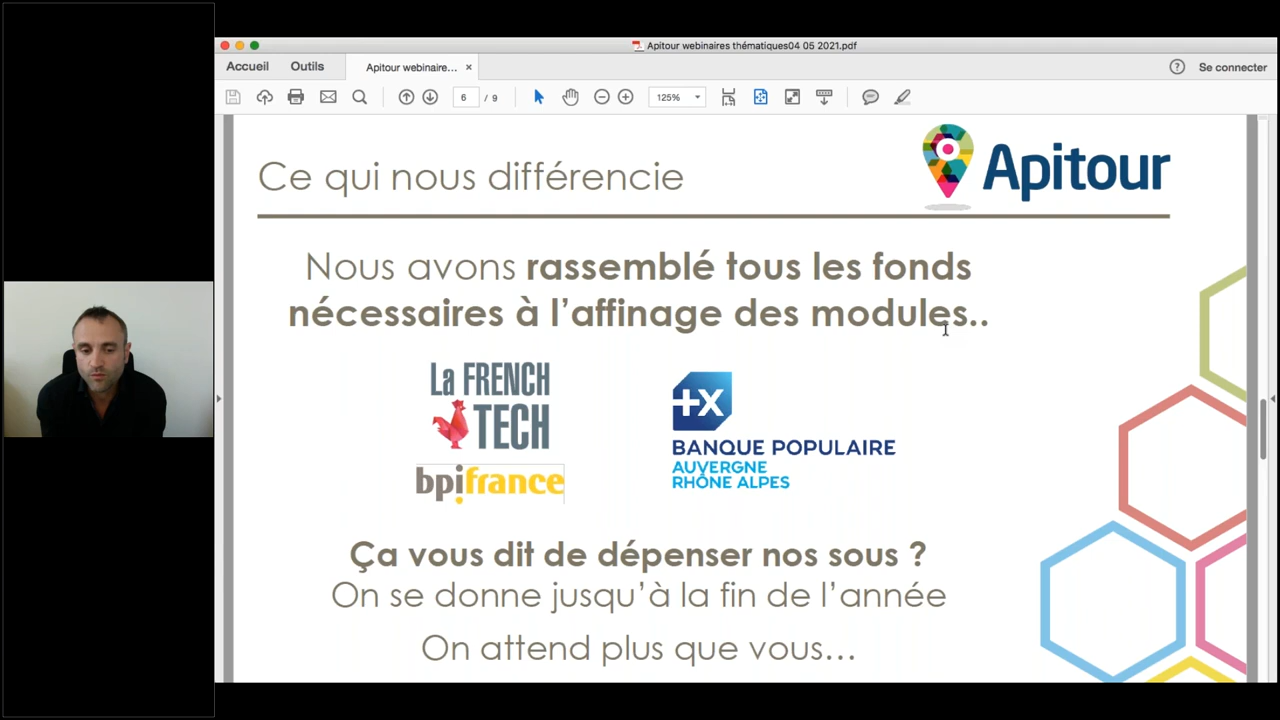 Apitour webinaires thématiques04 05 2021.pdf
Accueil
Outils
Apitour webinaire...
×
?
Se connecter
6
/ 9
125%
Ce qui nous différencie
Apitour
Nous avons rassemblé tous les fonds
nécessaires à l’affinage des modules..
La FRENCH
TECH
bpifrance
+X
BANQUE POPULAIRE
AUVERGNE
RHÔNE ALPES
Ça vous dit de dépenser nos sous ?
On se donne jusqu’à la fin de l’année
On attend plus que vous...